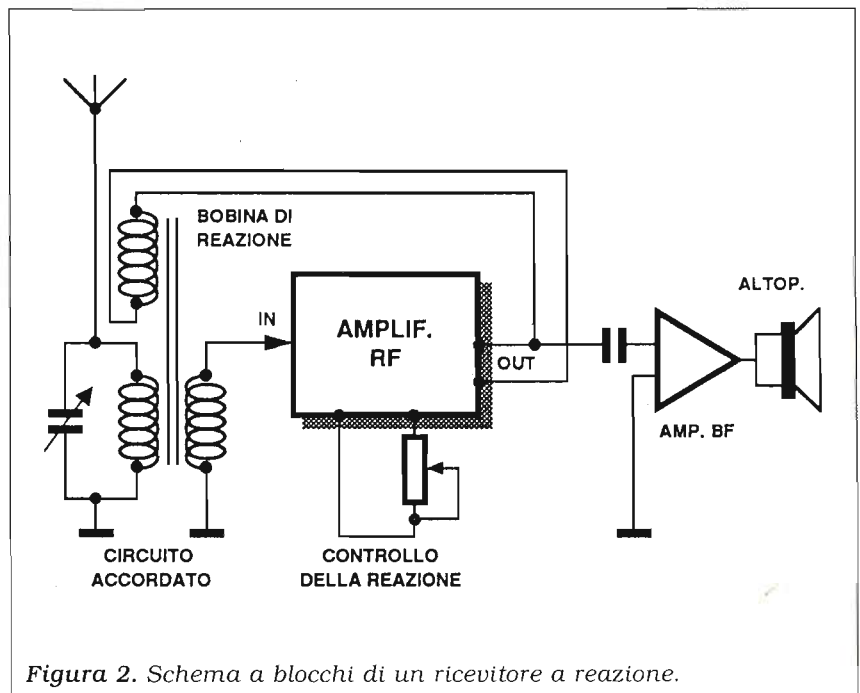 BOBINA DI
REAZIONE
IN
AMPLIF.
RF
OUT
ALTOP.
AMP. BF
CIRCUITO
ACCORDATO
CONTROLLO
DELLA REAZIONE
Figura 2. Schema a blocchi di un ricevitore a reazione.